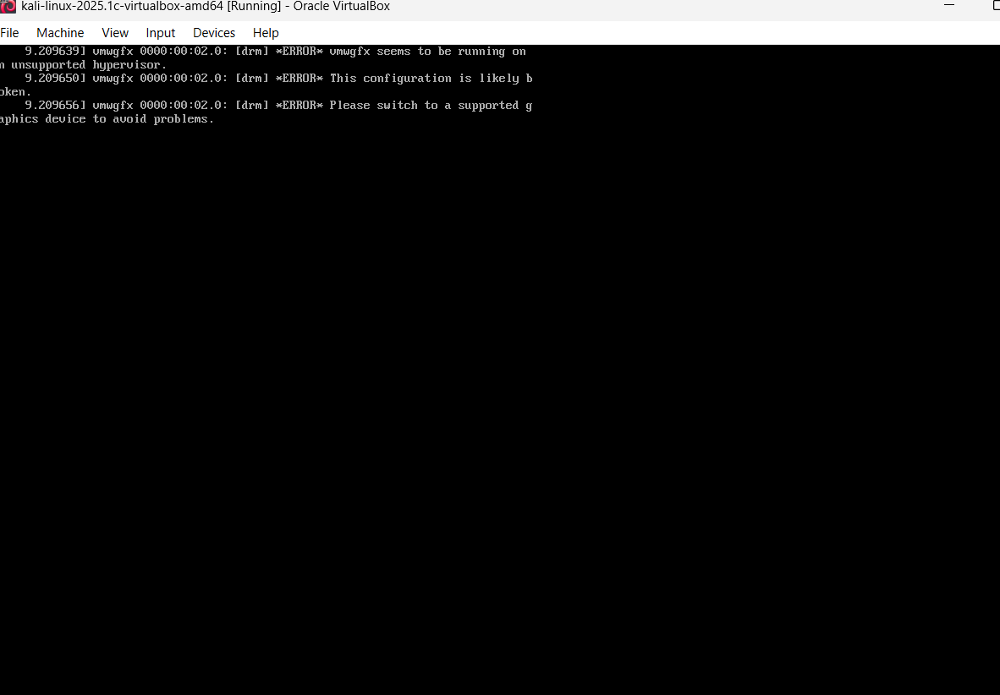 kali-linux-2025.1c-virtualbox-amd64 [Running] - Oracle VirtualBox
File Machine View Input Devices Help
9.209639] vmwgfx 0000:00:02.0: [drm] *ERROR* vmwgfx seems to be running on
n unsupported hypervisor.
9.209650] vmwgfx 0000:00:02.0: [drm] *ERROR* This configuration is likely b
oken.
9.209656] vmwgfx 0000:00:02.0: [drm] *ERROR* Please switch to a supported g
aphics device to avoid problems.